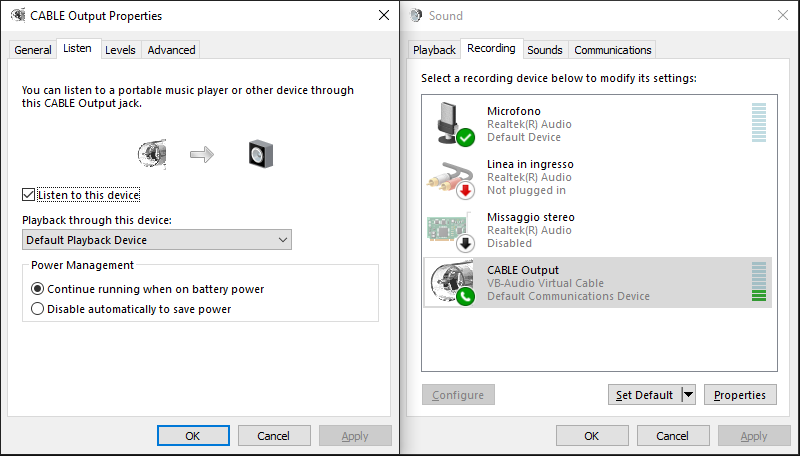 CABLE Output Properties
General
Listen
Levels
Advanced
You can listen to a portable music player or other device through
this CABLE Output jack.
Listen to this device
Playback through this device:
Default Playback Device
Power Management
Continue running when on battery power
Disable automatically to save power
OK
Cancel
Apply
Sound
Playback
Recording
Sounds
Communications
Select a recording device below to modify its settings:
Microfono
Realtek(R) Audio
Default Device
Linea in ingresso
Realtek(R) Audio
Not plugged in
Missaggio stereo
Realtek(R) Audio
Disabled
CABLE Output
VB-Audio Virtual Cable
Default Communications Device
Configure
Set Default
Properties
OK
Cancel
Apply